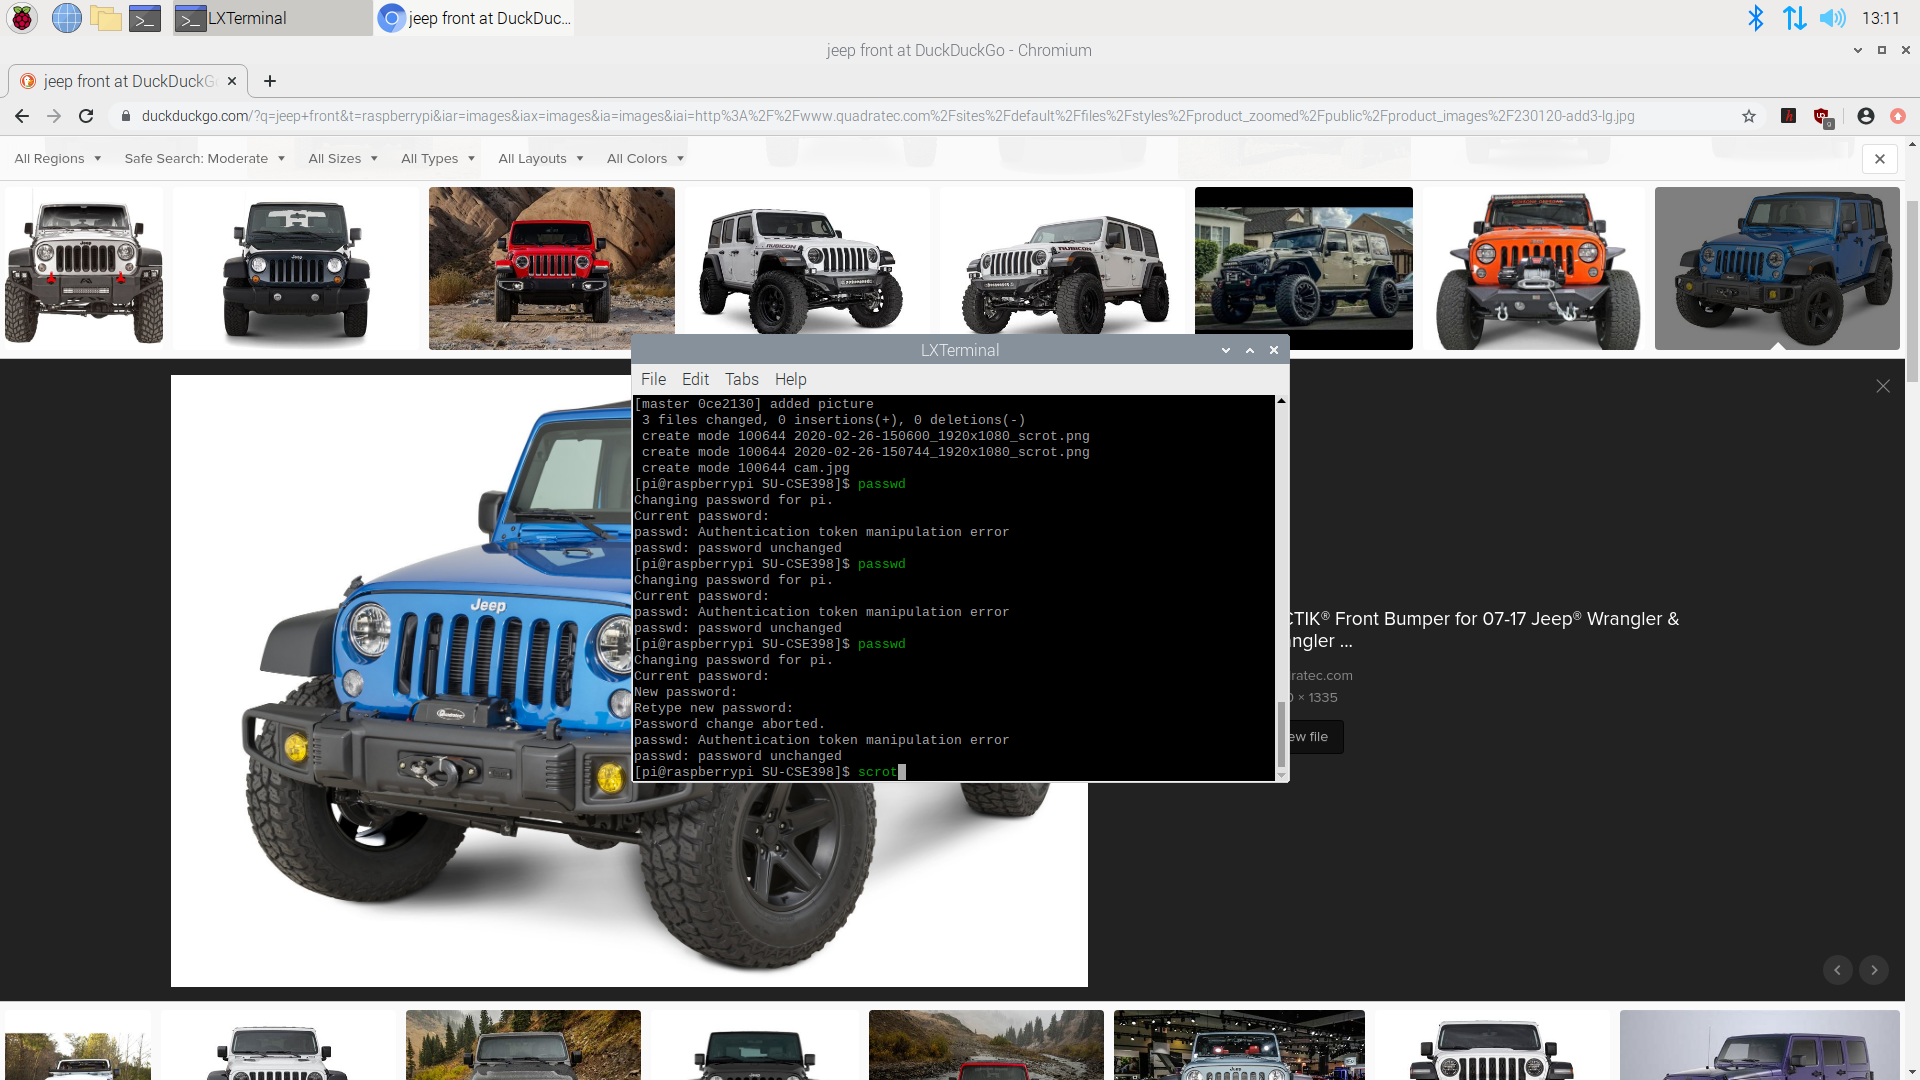 LXTerminal
jeep front at DuckDuc...
13:11
jeep front at DuckDuckGo - Chromium
jeep front at DuckDuckG
duckduckgo.com/?q=jeep+front&t=raspberrypi&iar=images&iax=images&ia=images&iai=http%3A%2F%2Fwww.quadratec.com%2Fsites%2Fdefault%2Ffiles%2Fstyles%2Fproduct_zoomed%2Fpublic%2Fproduct_images%2F230120-add3-lg.jpg
All Regions
Safe Search: Moderate
All Sizes
All Types
All Layouts
All Colors
LXTerminal
File Edit Tabs Help
[master 0ce2130] added picture
3 files changed, 0 insertions(+), 0 deletions(-)
create mode 100644 2020-02-26-150600_1920x1080_scrot.png
create mode 100644 2020-02-26-150744_1920x1080_scrot.png
create mode 100644 cam.jpg
[pi@raspberrypi SU-CSE398]$ passwd
Changing password for pi.
Current password:
passwd: Authentication token manipulation error
passwd: password unchanged
[pi@raspberrypi SU-CSE398]$ passwd
Changing password for pi.
Current password:
passwd: Authentication token manipulation error
passwd: password unchanged
[pi@raspberrypi SU-CSE398]$ passwd
Changing password for pi.
Current password:
New password:
Retype new password:
Password change aborted.
passwd: Authentication token manipulation error
passwd: password unchanged
[pi@raspberrypi SU-CSE398]$ scrot
Jeep
CTIK® Front Bumper for 07-17 Jeep® Wrangler &
ngler ...
ratec.com
× 1335
ew file
RUBICON
RUBICON